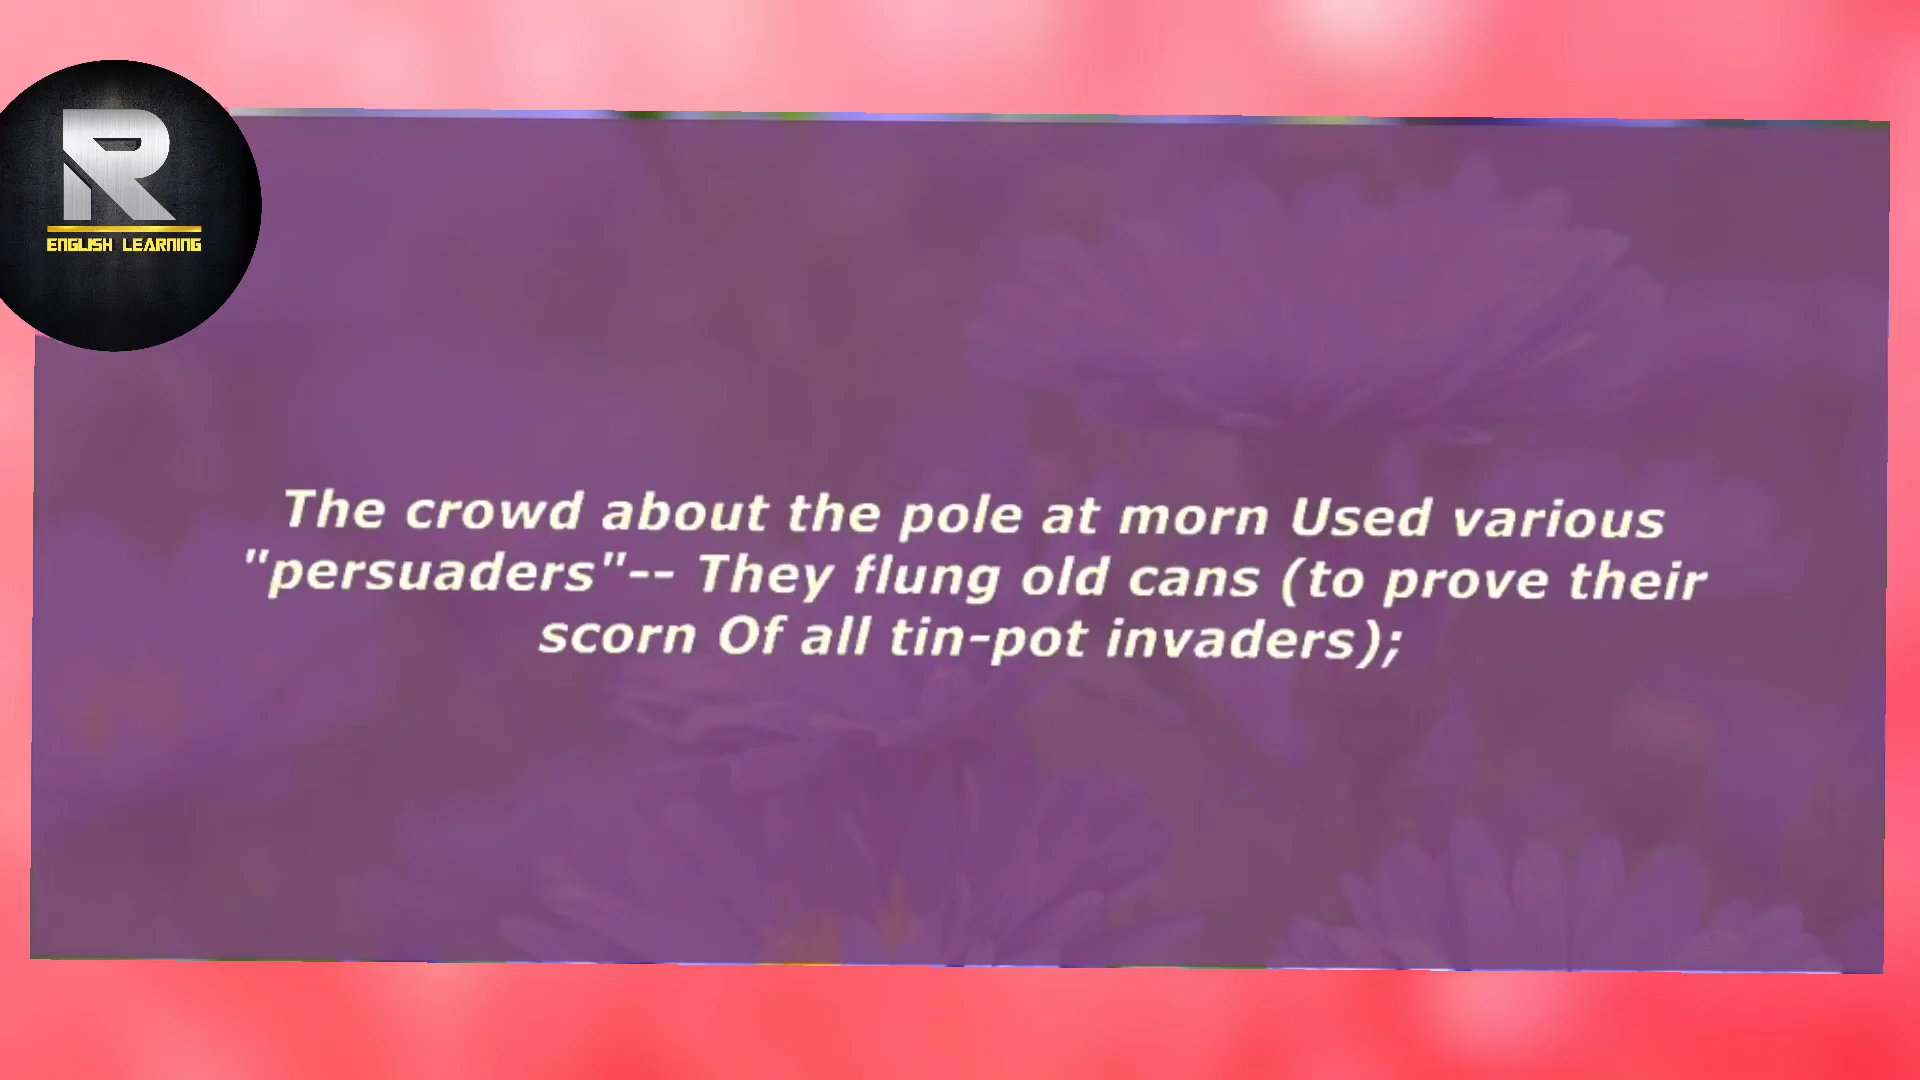 R
ENGLISH LEARNING
The crowd about the pole at morn Used various
"persuaders"-- They flung old cans (to prove their
scorn Of all tin-pot invaders);